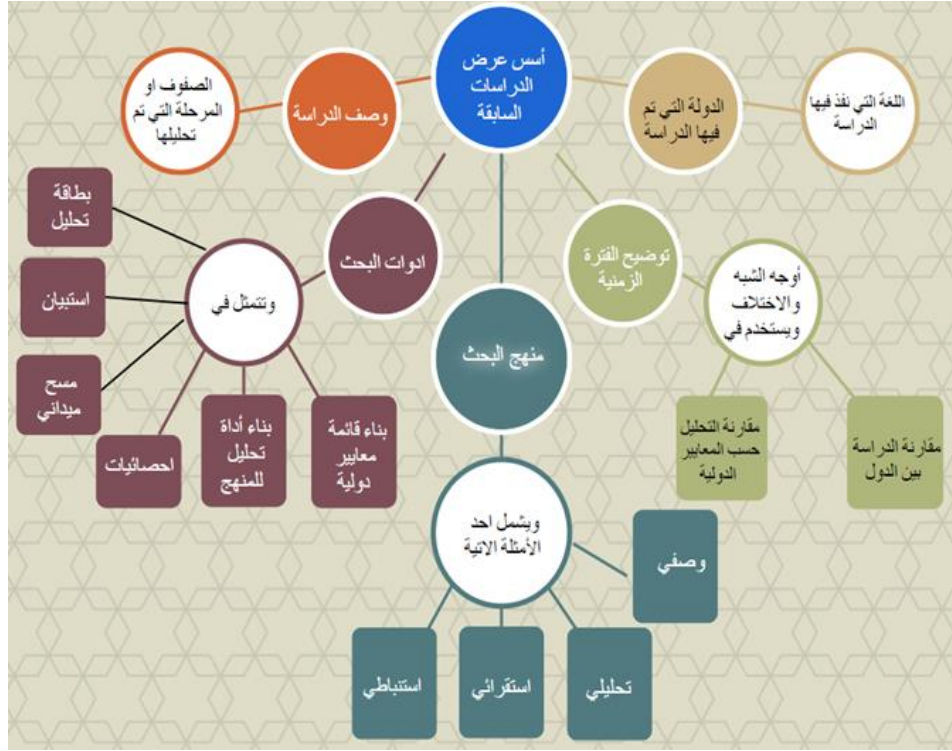 أسس عرض
الدراسات
السابقة
اللغة التي نفذ فيها
الدراسة
الدولة التي تم
فيها الدراسة
وصف الدراسة
الصفوف او
المرحلة التي تم
تحليلها
توضيح الفترة
الزمنية
أوجه الشبه
والاختلاف
ويستخدم في
مقارنة الدراسة
بين الدول
مقارنة التحليل
حسب المعايير
الدولية
منهج البحث
ويشمل احد
الأمثلة الاتية
وصفي
تحليلي
استقرائي
استنباطي
ادوات البحث
وتتمثل في
بطاقة
تحليل
استبيان
مسح
ميداني
احصائيات
بناء أداة
تحليل
للمنهج
بناء قائمة
معايير
دولية